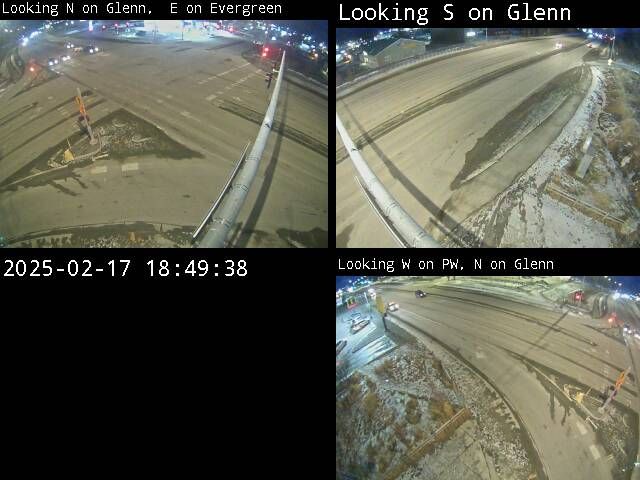 Looking N on Glenn,  E on Evergreen
Looking S on Glenn
2025-02-17 18:49:38
Looking W on PW, N on Glenn